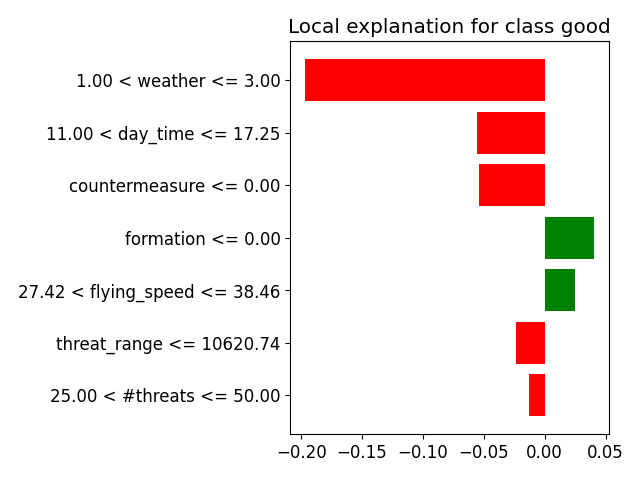 Local explanation for class good
1.00 < weather <= 3.00
11.00 < day_time <= 17.25
countermeasure <= 0.00
formation <= 0.00
27.42 < flying_speed <= 38.46
threat_range <= 10620.74
25.00 < #threats <= 50.00
−0.20 −0.15 −0.10 −0.05 0.00 0.05